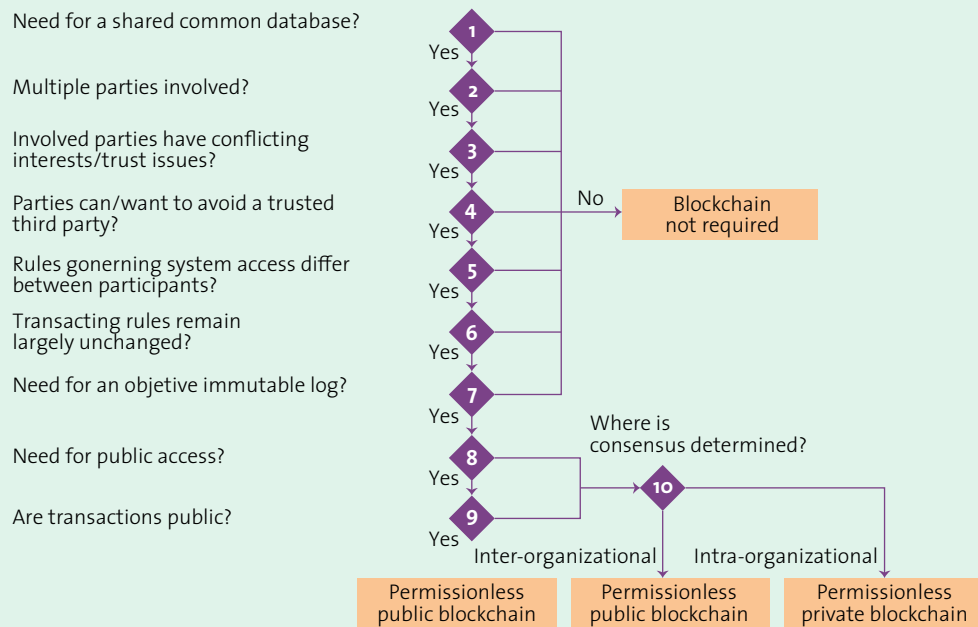 Need for a shared common database?
1
Yes
Multiple parties involved?
2
Yes
Involved parties have conflicting
interests/trust issues?
3
Yes
Parties can/want to avoid a trusted
third party?
4
No
Blockchain
not required
Yes
Rules gonerning system access differ
between participants?
5
Yes
Transacting rules remain
largely unchanged?
6
Yes
Need for an objetive immutable log?
7
Yes
Where is
consensus determined?
Need for public access?
8
Yes
10
Are transactions public?
9
Yes
Inter-organizational
Intra-organizational
Permissionless
public blockchain
Permissionless
public blockchain
Permissionless
private blockchain